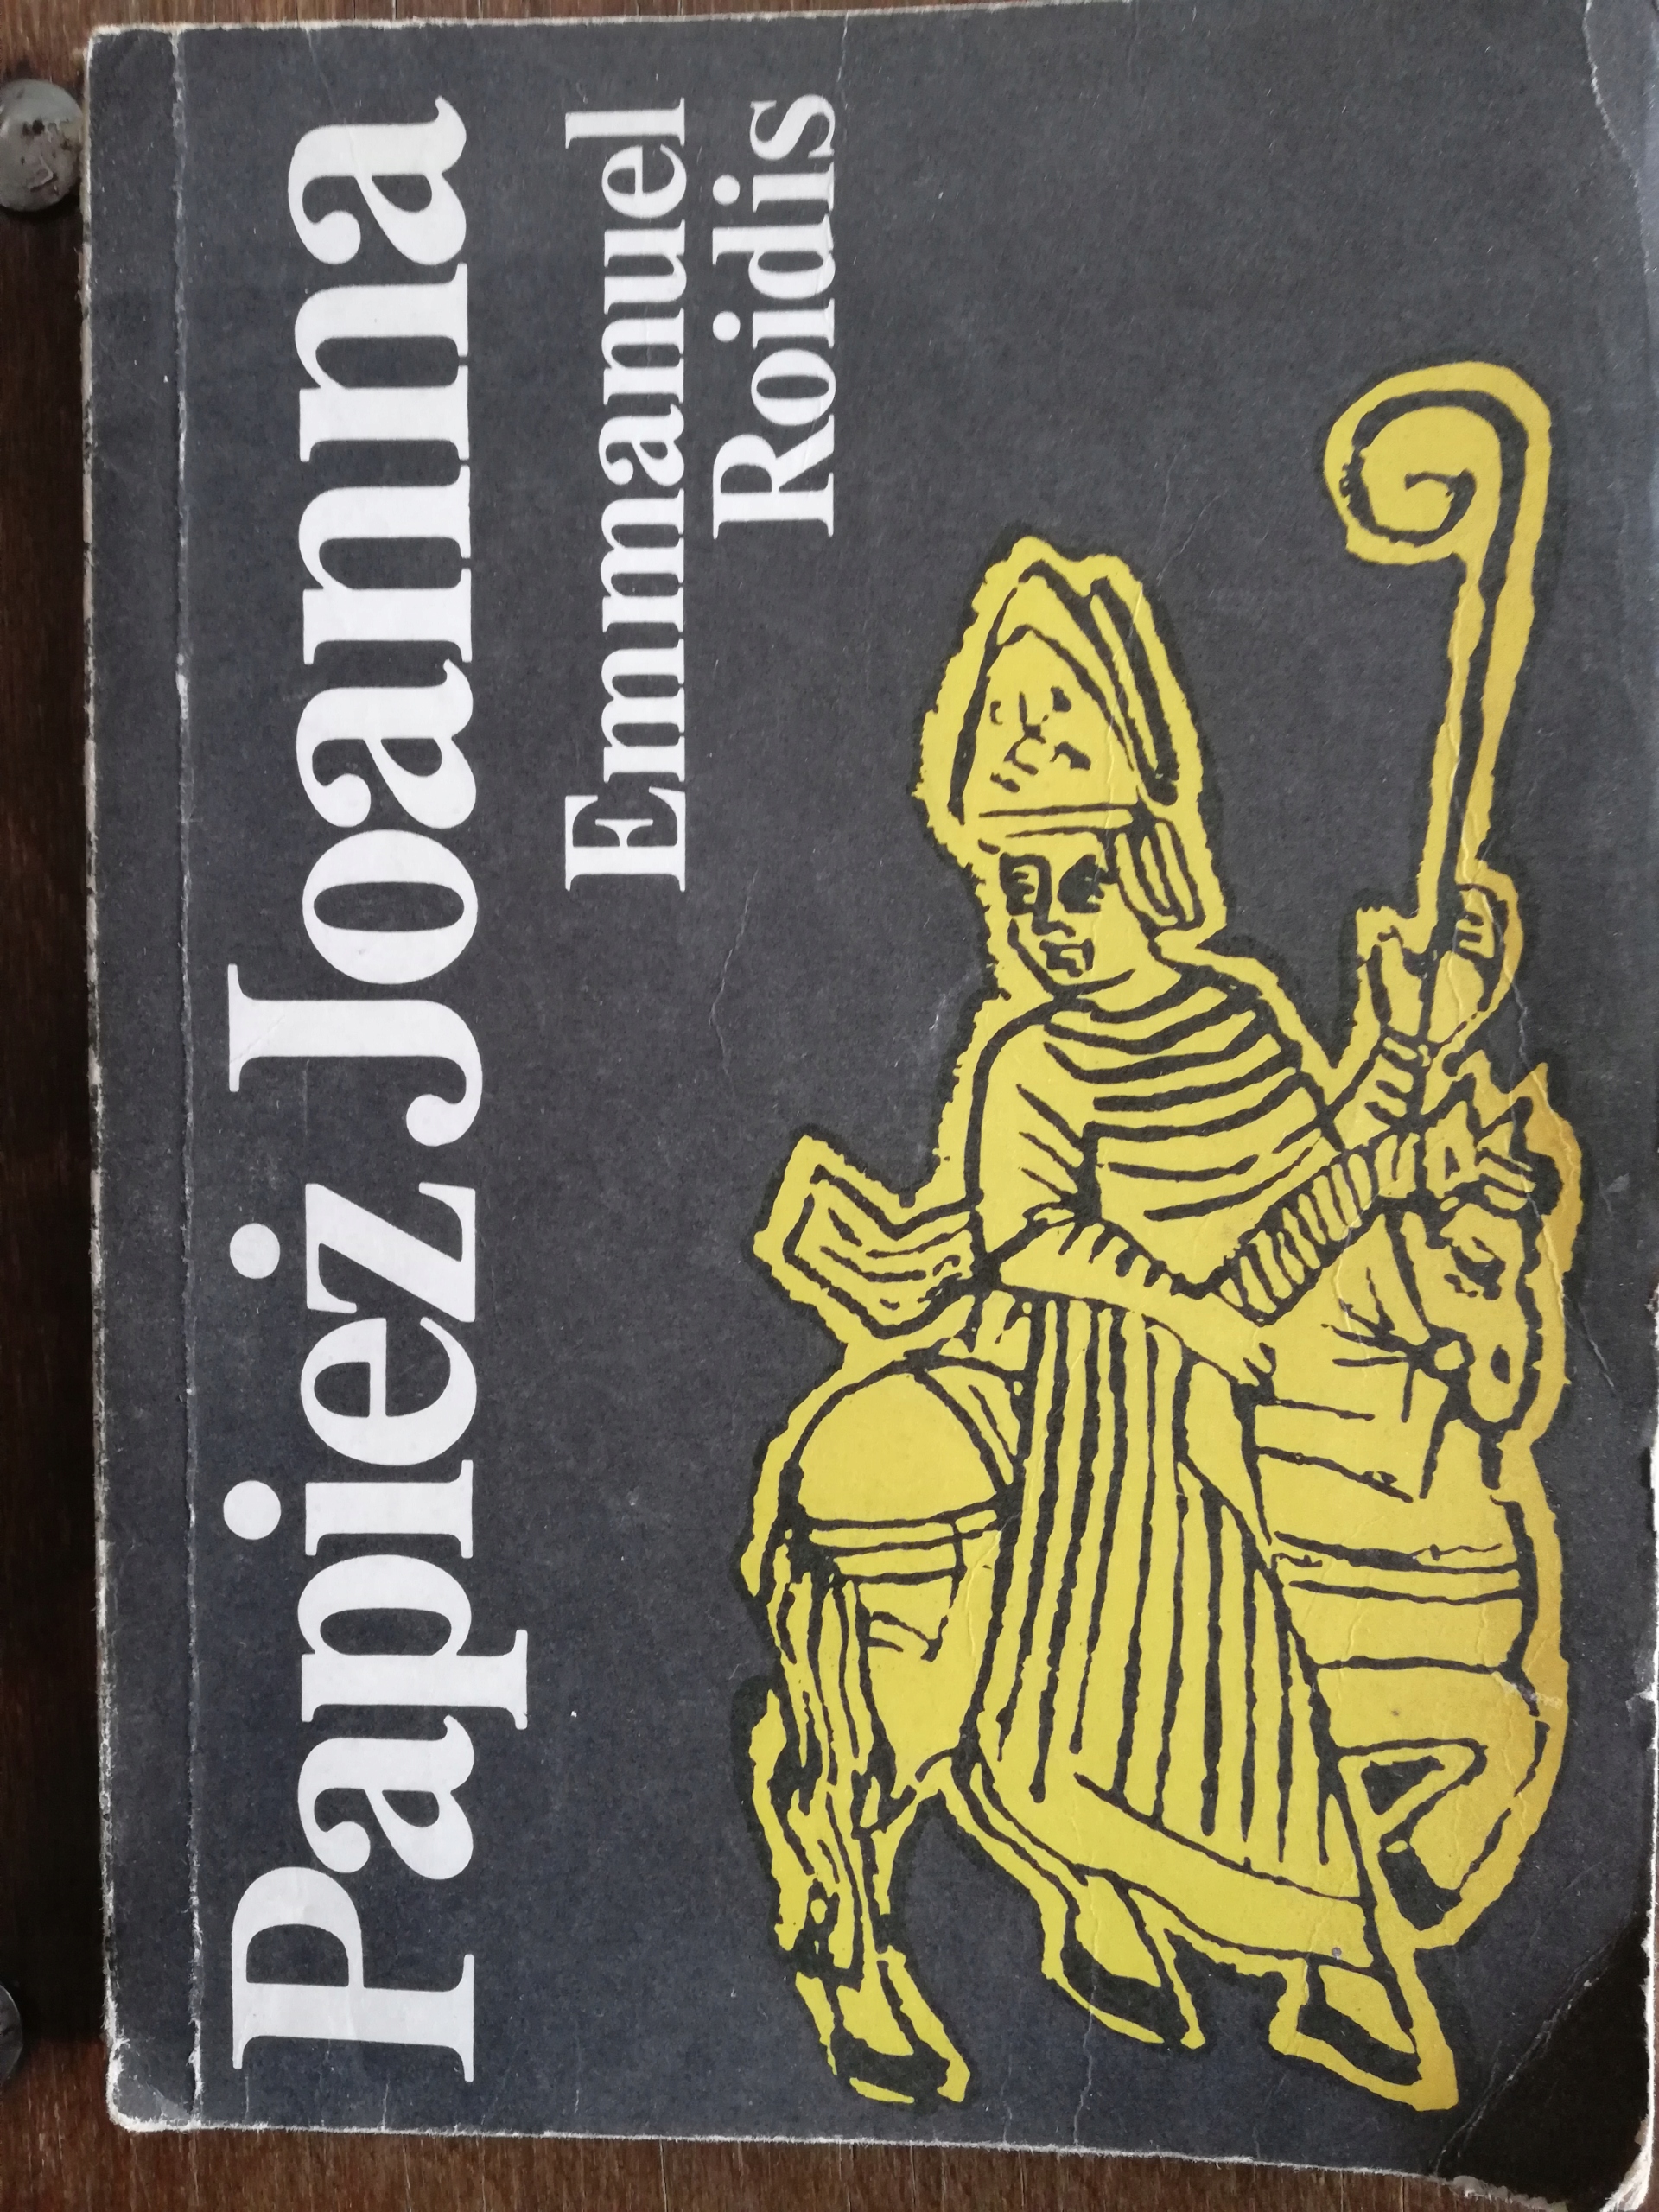 Papież Joanna
Emmanuel
Roidis